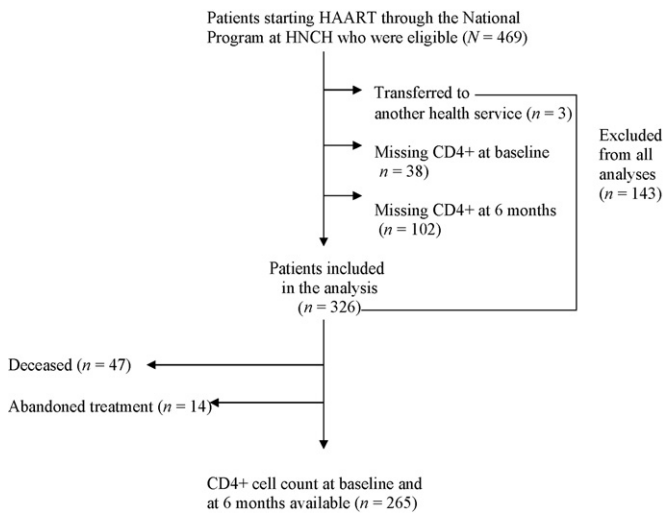 Patients starting HAART through the National
Program at HNCH who were eligible (N = 469)
Transferred to
another health service (n = 3)
Missing CD4+ at baseline
n = 38)
Missing CD4+ at 6 months
(n = 102)
Excluded
from all
analyses
(n = 143)
Patients included
in the analysis
(n = 326)
Deceased (n = 47)
Abandoned treatment (n = 14)
CD4+ cell count at baseline and
at 6 months available (n = 265)